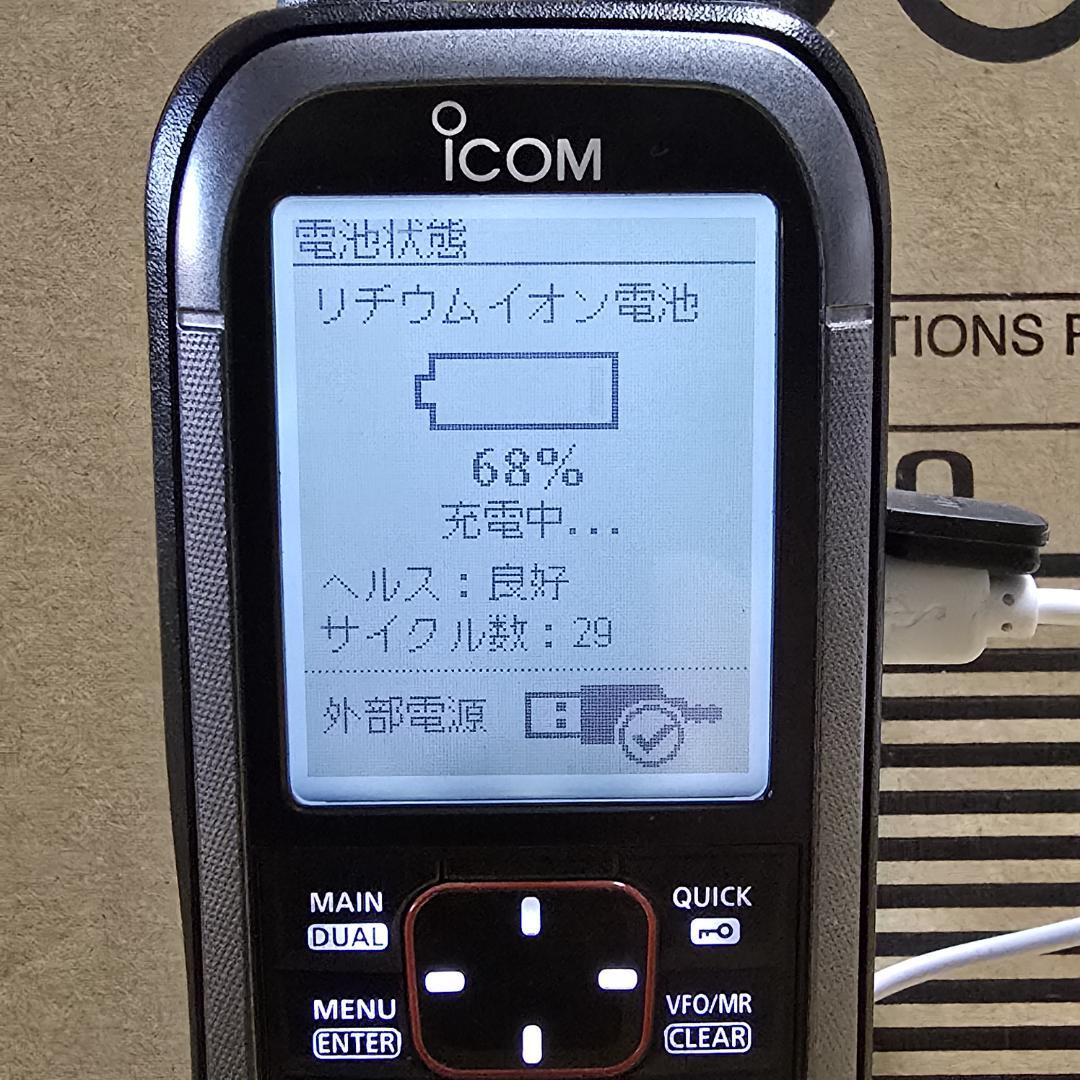 iCOM
電池状態
リチウムイオン電池
68%
充電中...
ヘルス：良好
サイクル数：29
外部電源
TIONS F
MAIN
DUAL
QUICK
MENU
ENTER
VFO/MR
CLEAR